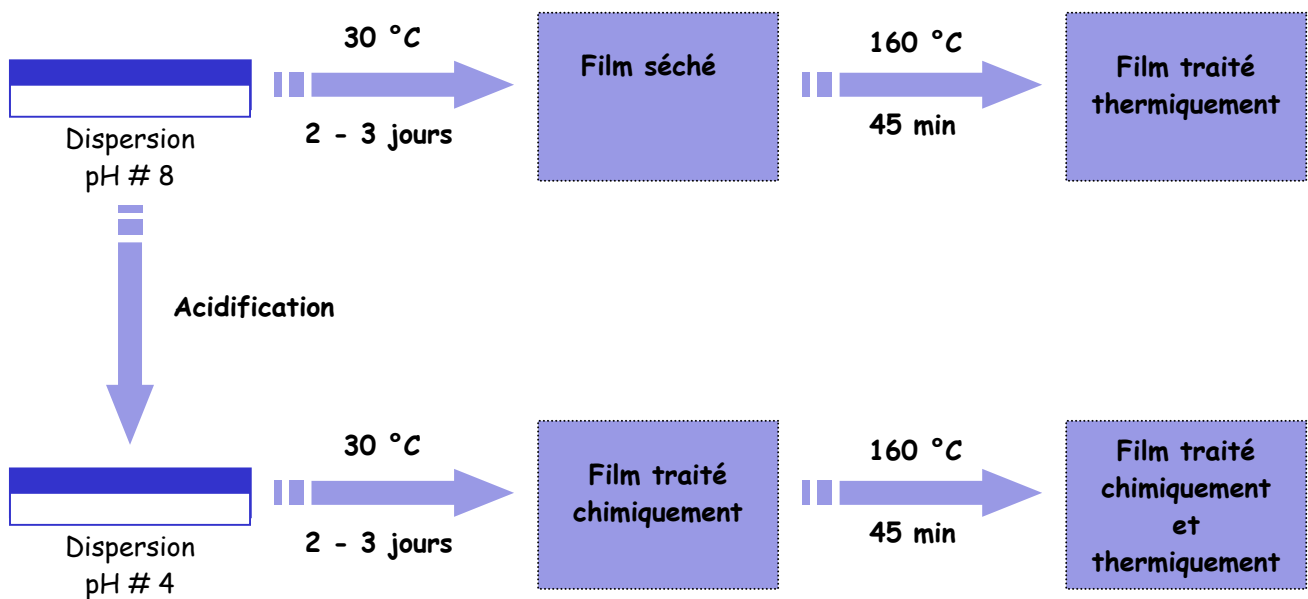 30 °C
160 °C
Film séché
Film traité
thermiquement
2 - 3 jours
45 min
Dispersion
pH # 8
Acidification
30 °C
160 °C
Film traité
chimiquement
Film traité
chimiquement
et
thermiquement
2 - 3 jours
45 min
Dispersion
pH # 4